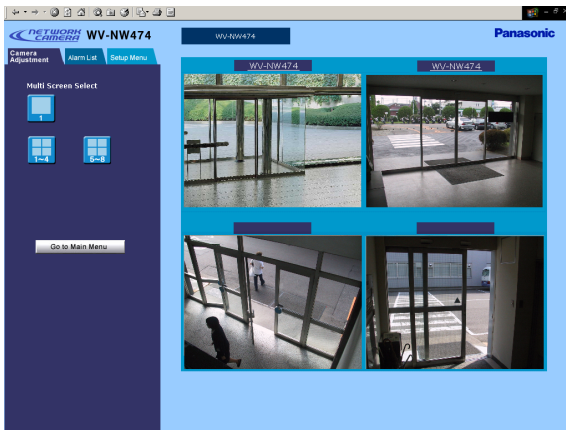 NETWORK CAMERA WV-NW474
WV-NW474
Panasonic
Camera Adjustment
Alarm List
Setup Menu
Multi Screen Select
1
1~4
5~8
Go to Main Menu
WV-NW474
WV-NW474